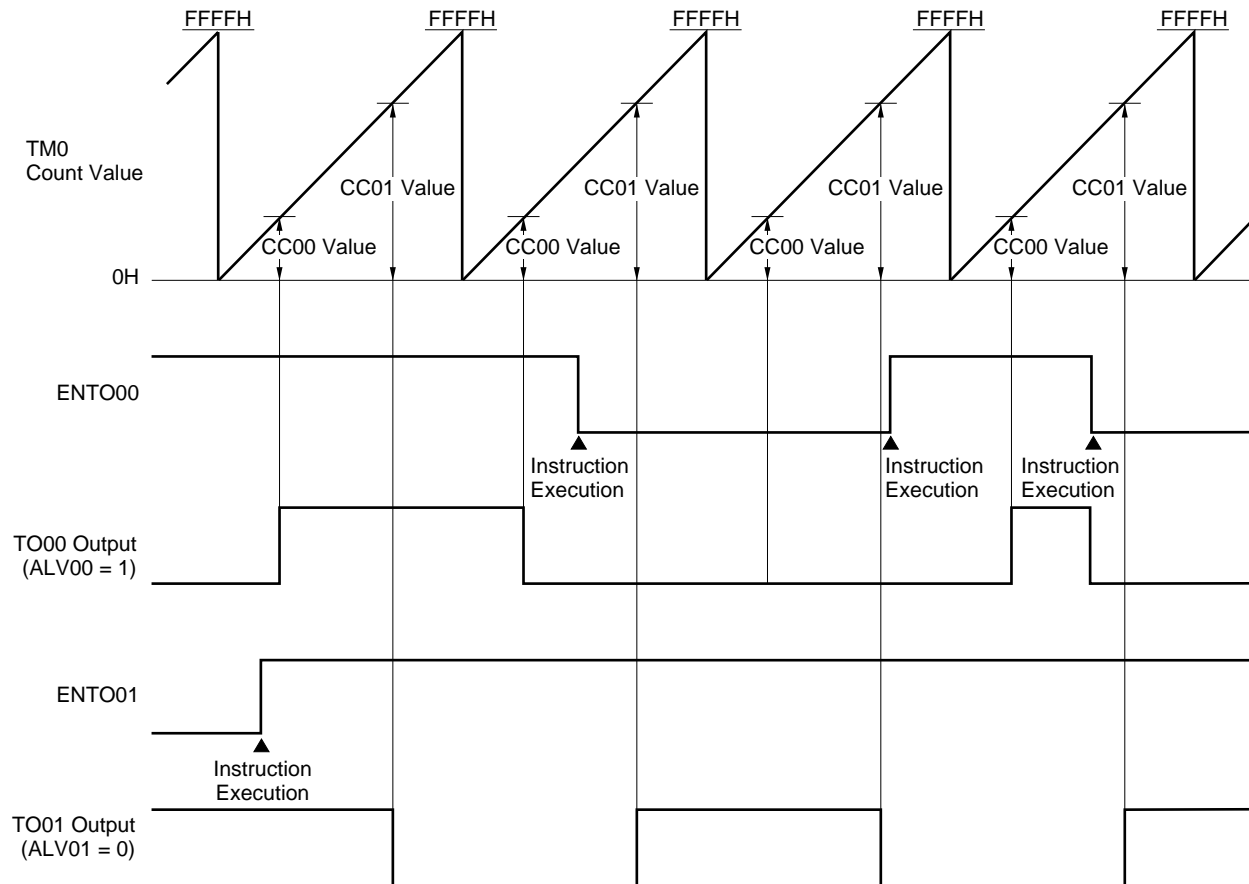 FFFFH FFFFH FFFFH FFFFH FFFFH
TM0
Count Value
CC01 Value CC01 Value CC01 Value CC01 Value
CC00 Value CC00 Value CC00 Value CC00 Value
0H
ENTO00
Instruction
Execution
Instruction
Execution
Instruction
Execution
TO00 Output
(ALV00 = 1)
ENTO01
Instruction
Execution
TO01 Output
(ALV01 = 0)